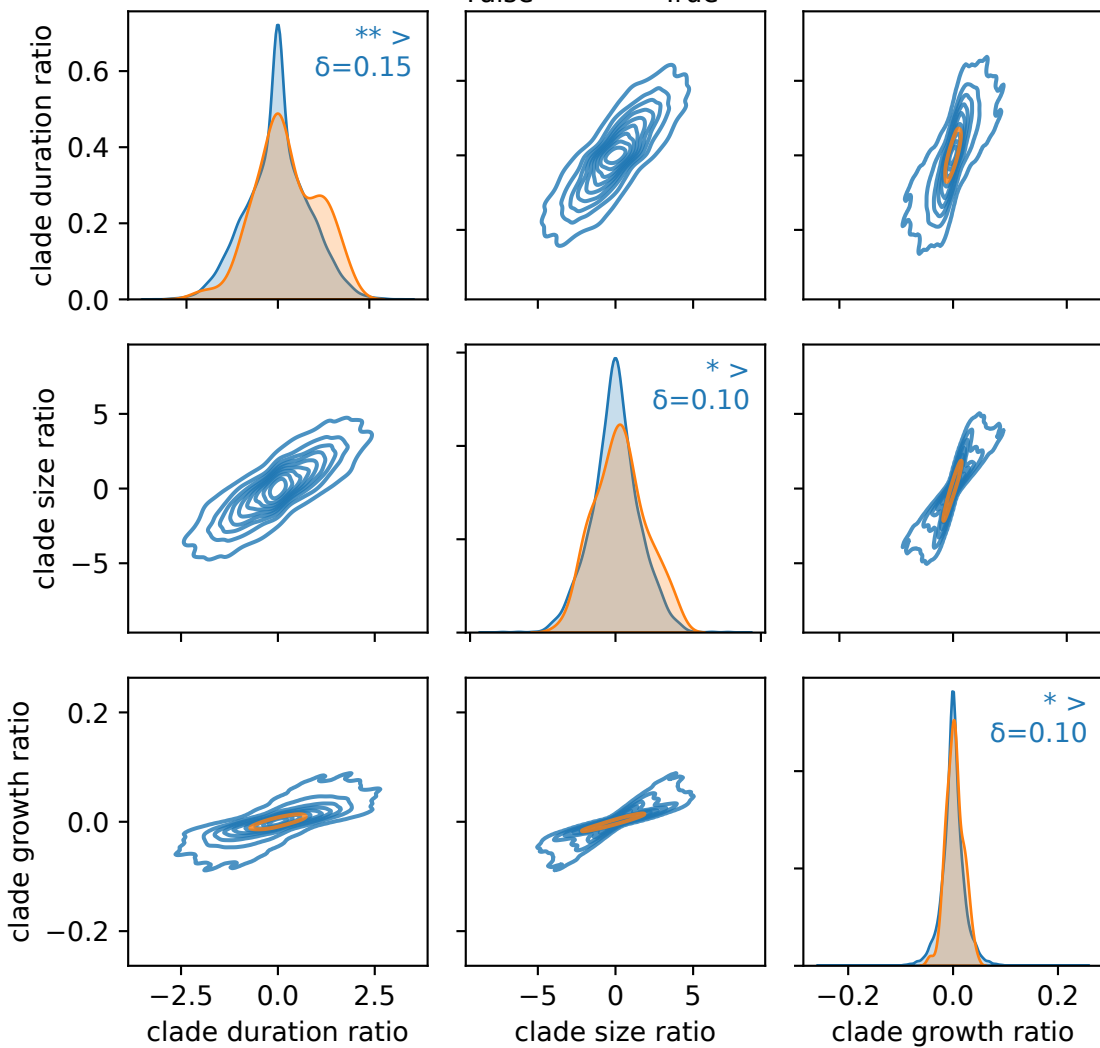 raise True
clade duration ratio
0.6
0.4
0.2
0.0
** >
δ=0.15
clade size ratio
5
0
−5
* >
δ=0.10
clade growth ratio
0.2
0.0
−0.2
* >
δ=0.10
−2.5 0.0 2.5
−5 0 5
−0.2 0.0 0.2
clade duration ratio
clade size ratio
clade growth ratio